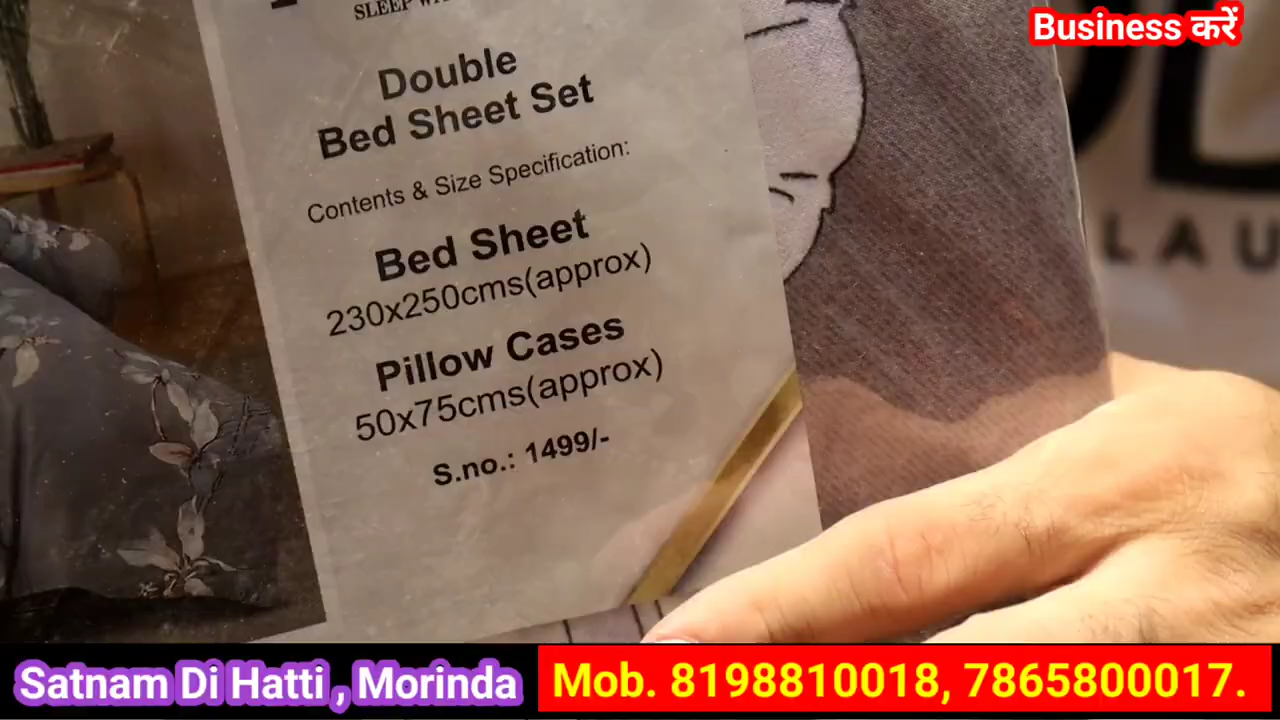 Business करें
SLEEP
Double
Bed Sheet Set
Contents & Size Specification:
Bed Sheet
230x250cms(approx)
Pillow Cases
50x75cms(approx)
S.no.: 1499/-
LAU
Satnam Di Hatti , Morinda
Mob. 8198810018, 7865800017.